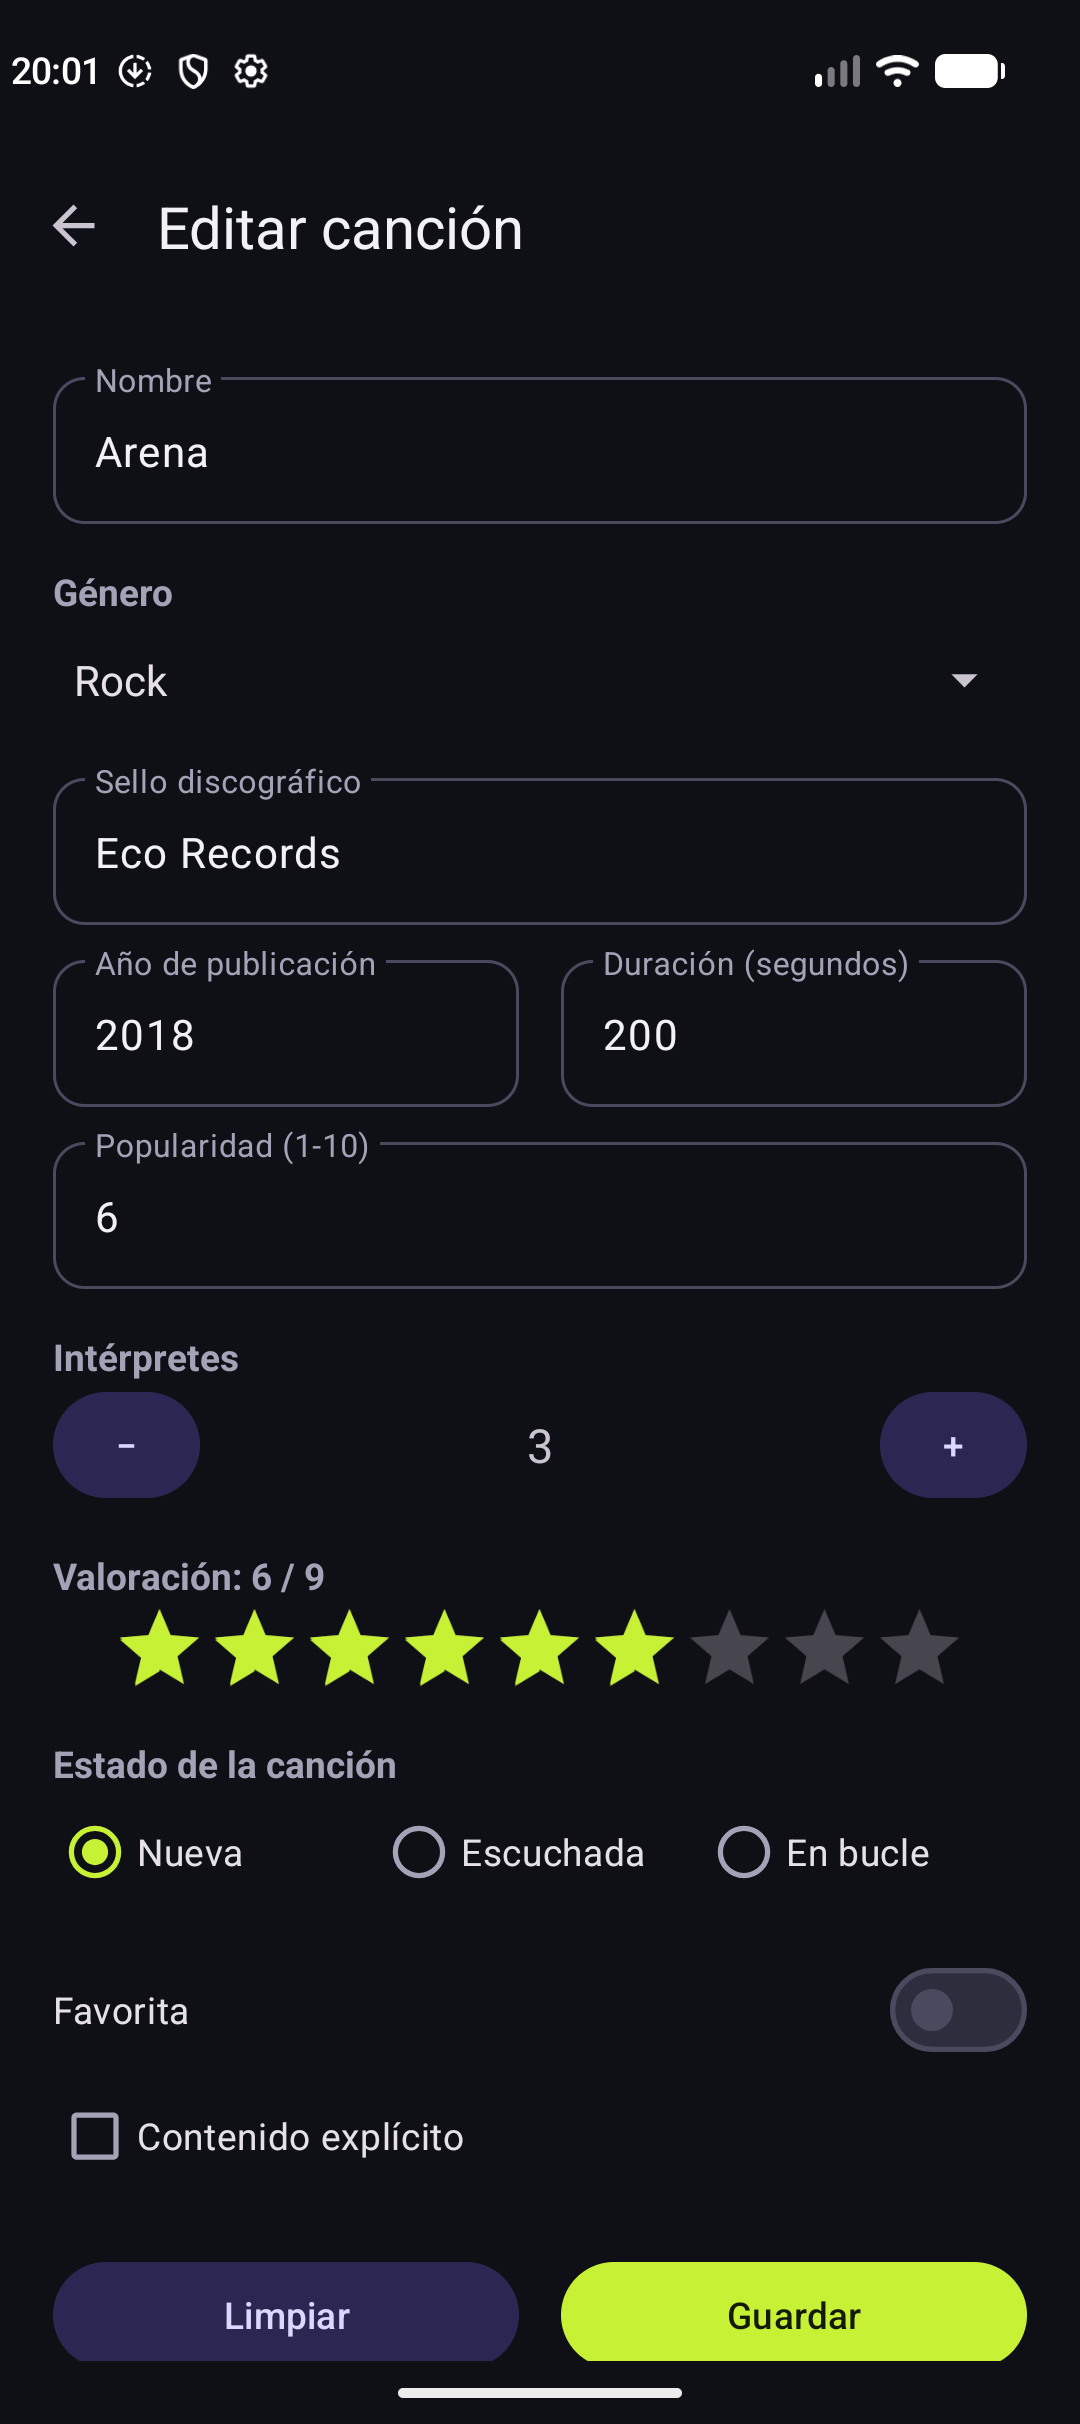 20:01
Editar canción
Nombre
Arena
Género
Rock
Sello discográfico
Eco Records
Año de publicación
2018
Duración (segundos)
200
Popularidad (1-10)
6
Intérpretes
−
3
+
Valoración: 6 / 9
Estado de la canción
Nueva
Escuchada
En bucle
Favorita
Contenido explícito
Limpiar
Guardar